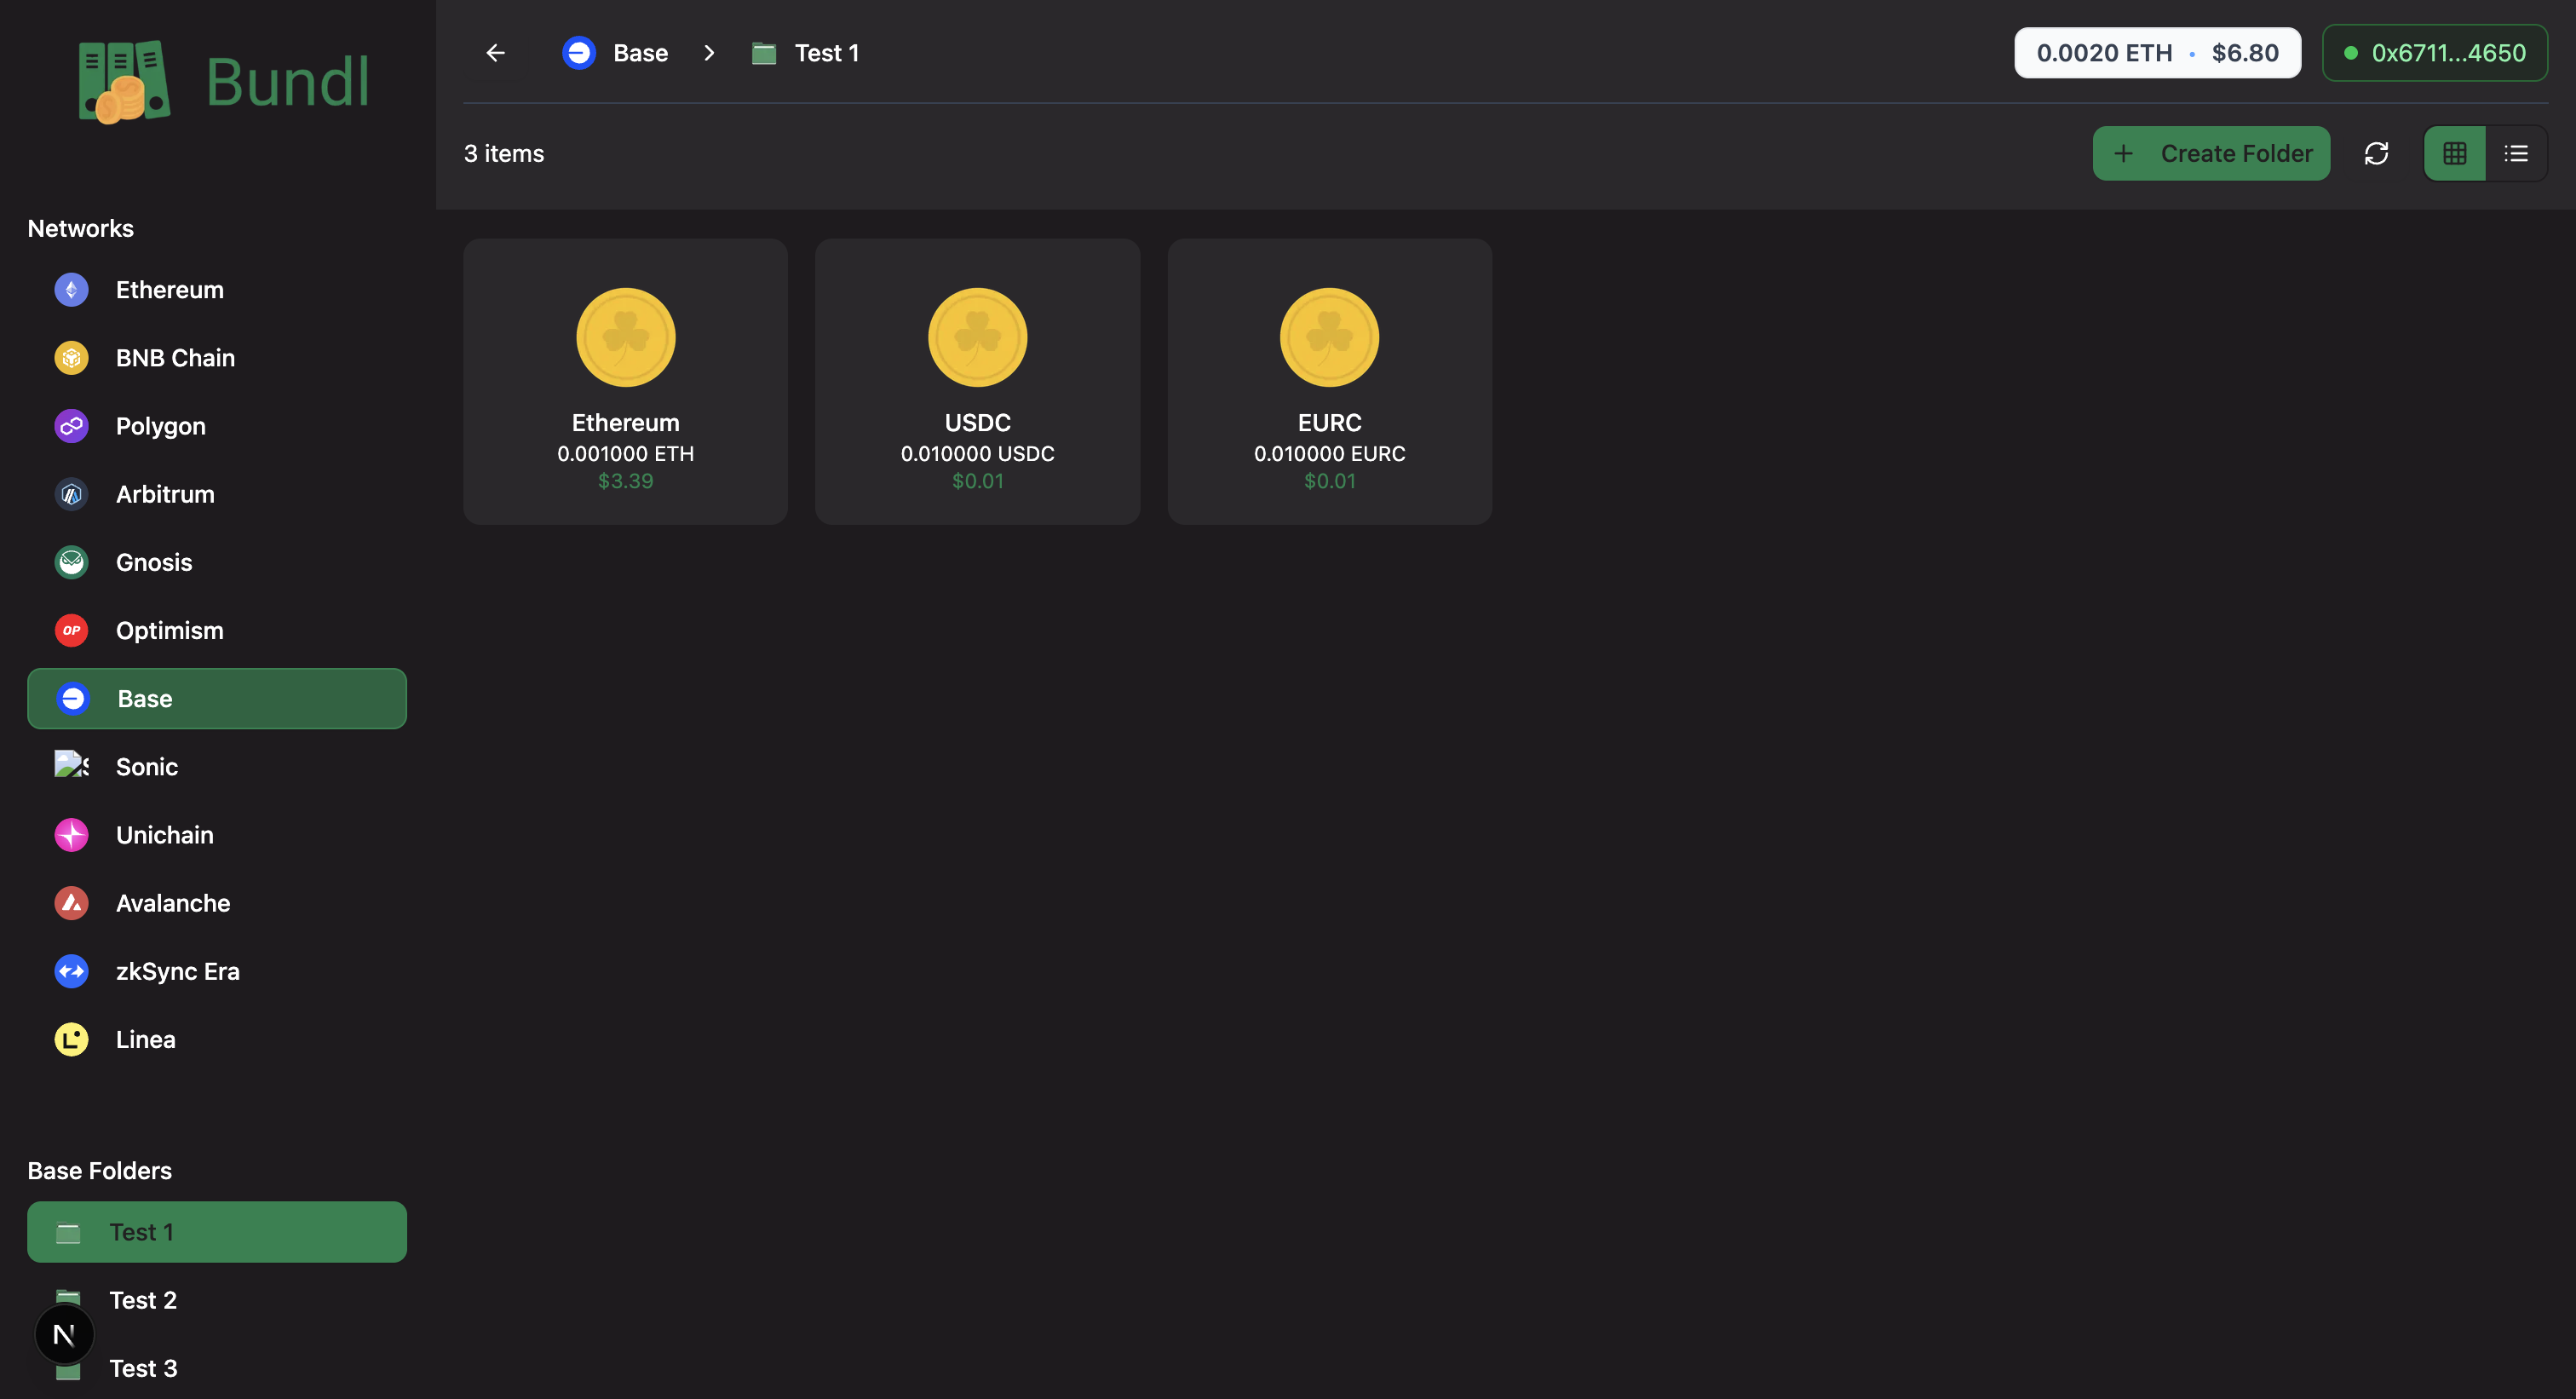 Bundl
Base
Test 1
0.0020 ETH • $6.80
0x6711...4650
3 items
Create Folder
Networks
Ethereum
BNB Chain
Polygon
Arbitrum
Gnosis
OP
Optimism
Base
Sonic
Unichain
Avalanche
zkSync Era
Linea
Base Folders
Test 1
Test 2
N
Test 3
Ethereum
0.001000 ETH
$3.39
USDC
0.010000 USDC
$0.01
EURC
0.010000 EURC
$0.01